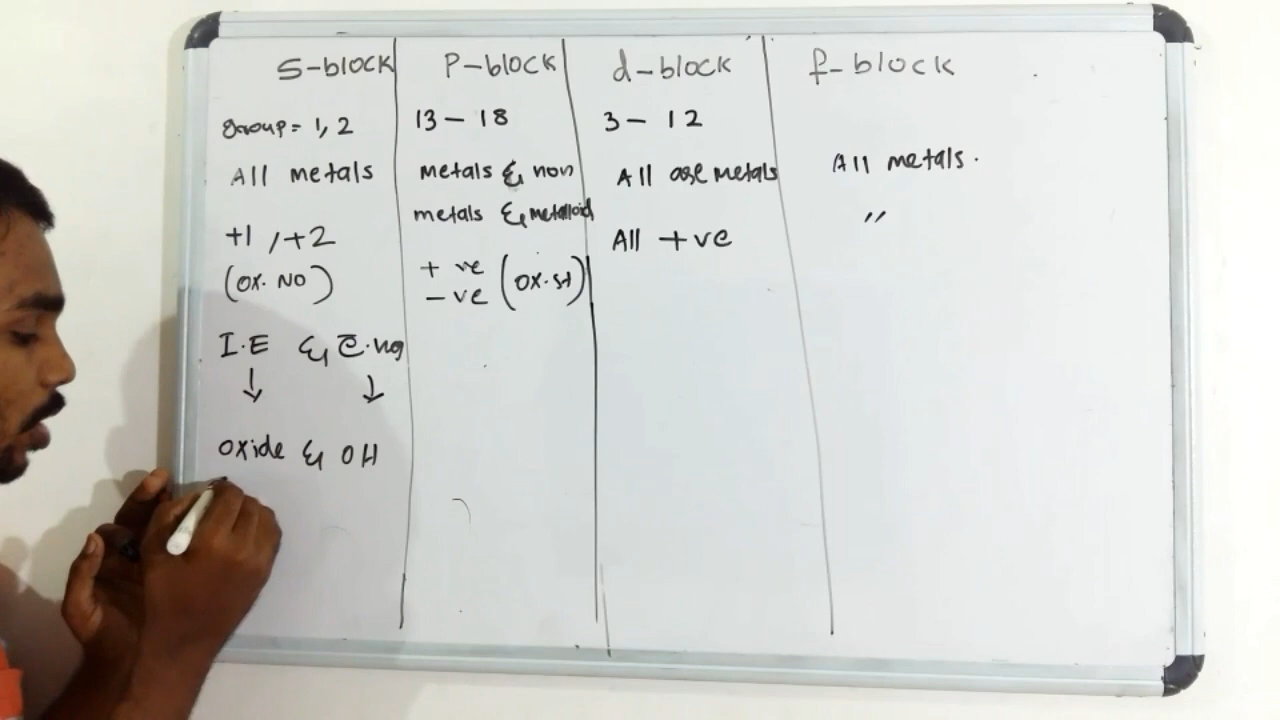 S-block
group = 1, 2
All metals
+1, +2
(OX. NO)
I.E & E.ng
↓ ↓
oxide & OH
P-block
13 - 18
metals & non
metals & metalloid
+ ve
- ve (OX.st)
d-block
3 - 12
All are metals
All +ve
f-block
All metals.
〃